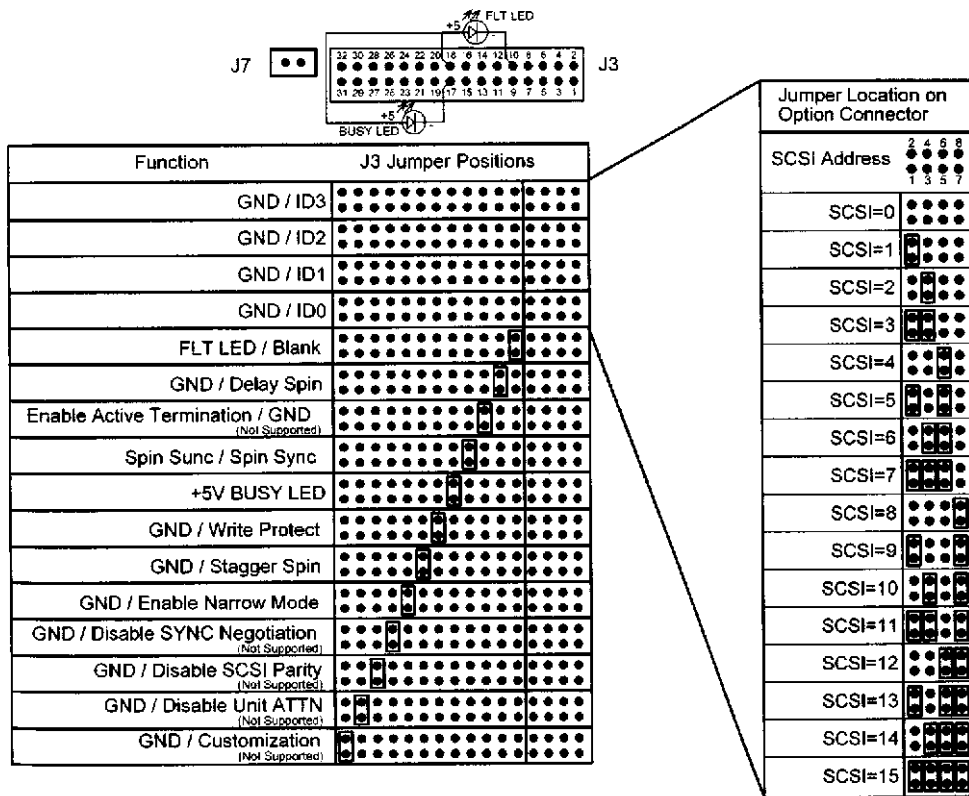 FLT LED
+5
32 30 28 26 24 22 20 18 16 14 12 10 8 6 4 2
J7
J3
31 29 27 25 23 21 19 17 15 13 11 9 7 5 3 1
+5
BUSY LED
Function J3 Jumper Positions
GND / ID3
GND / ID2
GND / ID1
GND / ID0
FLT LED / Blank
GND / Delay Spin
Enable Active Termination / GND
(Not Supported)
Spin Sunc / Spin Sync
+5V BUSY LED
GND / Write Protect
GND / Stagger Spin
GND / Enable Narrow Mode
GND / Disable SYNC Negotiation
(Not Supported)
GND / Disable SCSI Parity
(Not Supported)
GND / Disable Unit ATTN
(Not Supported)
GND / Customization
(Not Supported)
Jumper Location on
Option Connector
2 4 6 8
SCSI Address
1 3 5 7
SCSI=0
SCSI=1
SCSI=2
SCSI=3
SCSI=4
SCSI=5
SCSI=6
SCSI=7
SCSI=8
SCSI=9
SCSI=10
SCSI=11
SCSI=12
SCSI=13
SCSI=14
SCSI=15